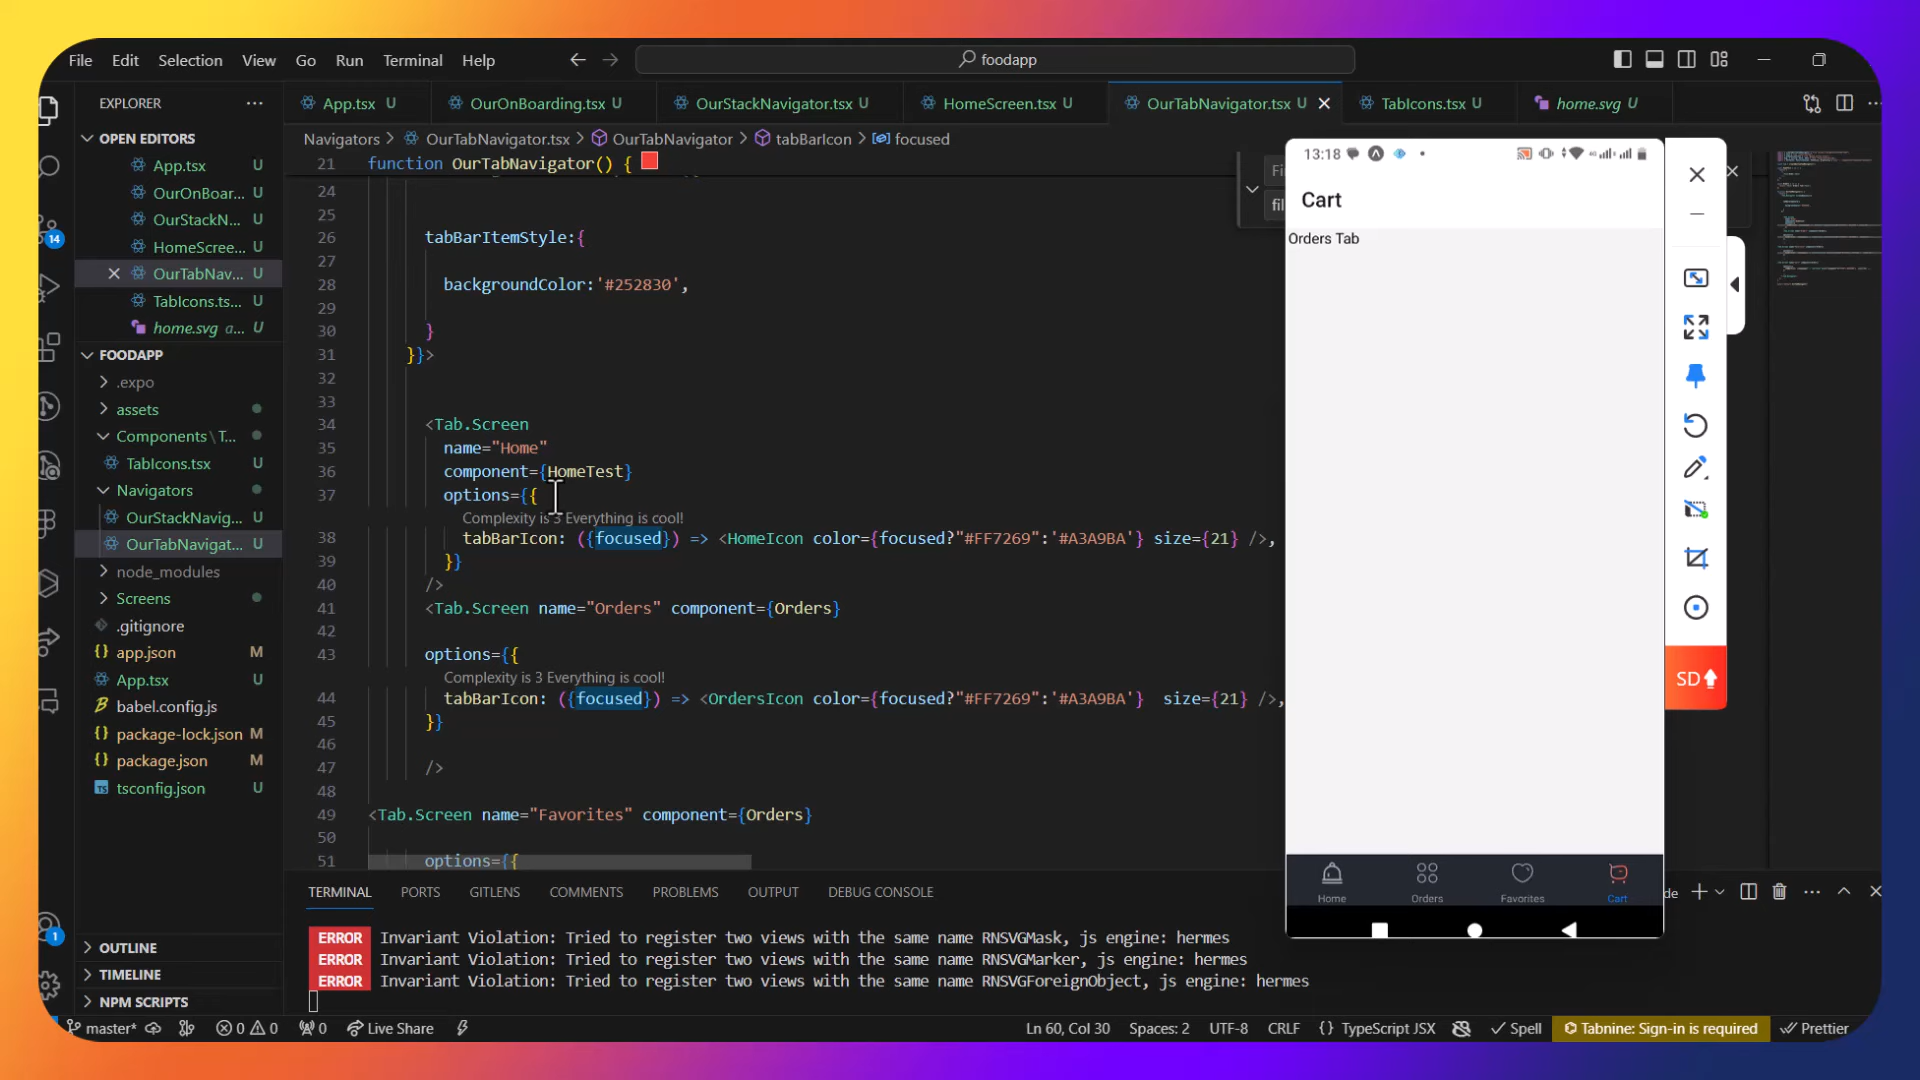 File Edit Selection View Go Run Terminal Help
foodapp
EXPLORER
App.tsx U
OurOnBoarding.tsx U
OurStackNavigator.tsx U
HomeScreen.tsx U
OurTabNavigator.tsx U
TabIcons.tsx U
home.svg U
OPEN EDITORS
App.tsx U
OurOnBoar... U
OurStackN... U
HomeScree... U
OurTabNav... U
TabIcons.ts... U
home.svg a... U
FOODAPP
.expo
assets
Components \ T...
TabIcons.tsx U
Navigators
OurStackNavig... U
OurTabNavigat... U
node_modules
Screens
.gitignore
app.json M
App.tsx U
babel.config.js
package-lock.json M
package.json M
tsconfig.json U
OUTLINE
TIMELINE
NPM SCRIPTS
14
1
Navigators > OurTabNavigator.tsx > OurTabNavigator > tabBarIcon > focused
21 function OurTabNavigator() {
24
25
26 tabBarItemStyle:{
27
28 backgroundColor:'#252830',
29
30 }
31 }}>
32
33
34 <Tab.Screen
35 name="Home"
36 component={HomeTest}
37 options={{
Complexity is 3 Everything is cool!
38 tabBarIcon: ({focused}) => <HomeIcon color={focused?"#FF7269":'#A3A9BA'} size={21} />,
39 }}
40 />
41 <Tab.Screen name="Orders" component={Orders}
42
43 options={{
Complexity is 3 Everything is cool!
44 tabBarIcon: ({focused}) => <OrdersIcon color={focused?"#FF7269":'#A3A9BA'} size={21} />,
45 }}
46
47 />
48
49 <Tab.Screen name="Favorites" component={Orders}
50
51 options={{
13:18
Cart
Orders Tab
Home Orders Favorites Cart
SD
TERMINAL PORTS GITLENS COMMENTS PROBLEMS OUTPUT DEBUG CONSOLE
ERROR Invariant Violation: Tried to register two views with the same name RNSVGMask, js engine: hermes
ERROR Invariant Violation: Tried to register two views with the same name RNSVGMarker, js engine: hermes
ERROR Invariant Violation: Tried to register two views with the same name RNSVGForeignObject, js engine: hermes
master* 0 0 0 Live Share Ln 60, Col 30 Spaces: 2 UTF-8 CRLF {} TypeScript JSX Spell Tabnine: Sign-in is required Prettier